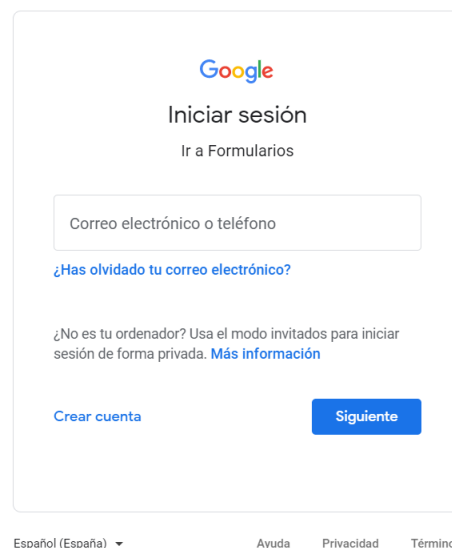 Google
Iniciar sesión
Ir a Formularios
Correo electrónico o teléfono
¿Has olvidado tu correo electrónico?
¿No es tu ordenador? Usa el modo invitados para iniciar
sesión de forma privada. Más información
Crear cuenta Siguiente
Español (España) Ayuda Privacidad